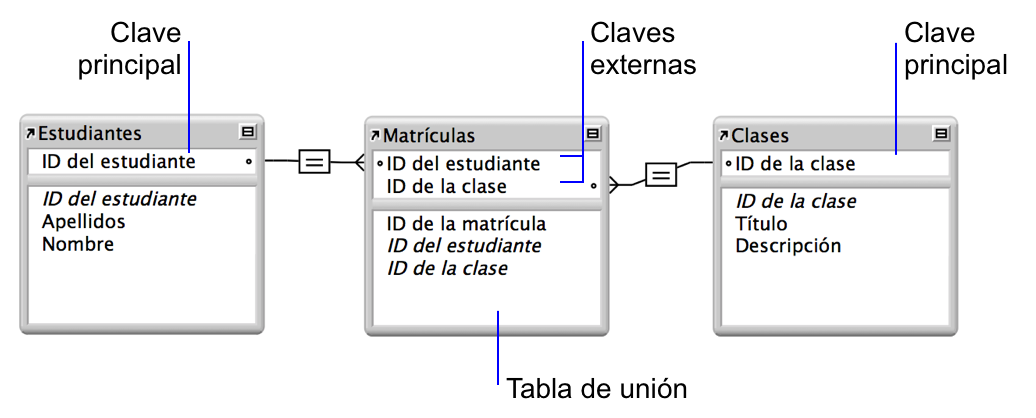 Clave
principal
Claves
externas
Clave
principal
Estudiantes
ID del estudiante
ID del estudiante
Apellidos
Nombre
Matrículas
ID del estudiante
ID de la clase
ID de la matrícula
ID del estudiante
ID de la clase
Clases
ID de la clase
ID de la clase
Título
Descripción
Tabla de unión